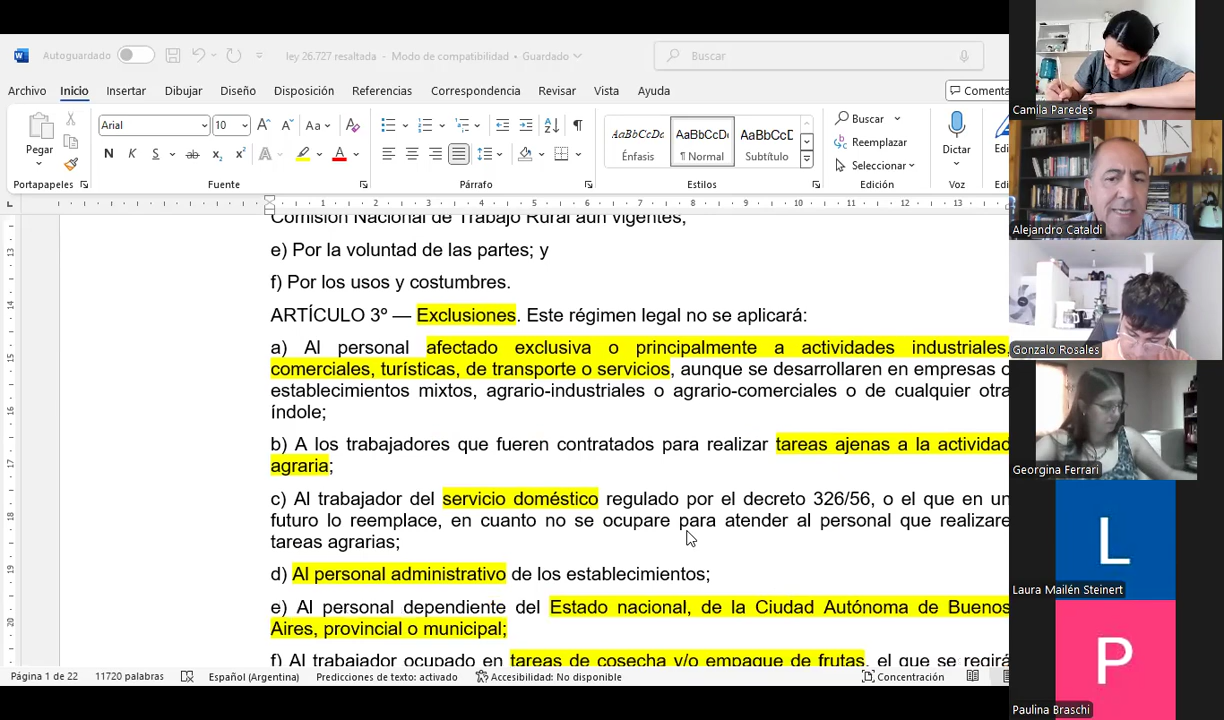 Autoguardado
ley 26.727 resaltada - Modo de compatibilidad • Guardado
Buscar
Archivo Inicio Insertar Dibujar Diseño Disposición Referencias Correspondencia Revisar Vista Ayuda
Arial 10
Aa
Pegar
N K S ab x₂ x²
AaBbCcDc AaBbCcDc AaBbCcD
Énfasis ¶ Normal Subtítulo
Buscar
Reemplazar
Seleccionar
Dictar
Portapapeles Fuente Párrafo Estilos Edición Voz
Comisión Nacional de Trabajo Rural aún vigentes;
e) Por la voluntad de las partes; y
f) Por los usos y costumbres.
ARTÍCULO 3º — Exclusiones. Este régimen legal no se aplicará:
a) Al personal afectado exclusiva o principalmente a actividades industriales,
comerciales, turísticas, de transporte o servicios, aunque se desarrollaren en empresas o
establecimientos mixtos, agrario-industriales o agrario-comerciales o de cualquier otra
índole;
b) A los trabajadores que fueren contratados para realizar tareas ajenas a la actividad
agraria;
c) Al trabajador del servicio doméstico regulado por el decreto 326/56, o el que en un
futuro lo reemplace, en cuanto no se ocupare para atender al personal que realizare
tareas agrarias;
d) Al personal administrativo de los establecimientos;
e) Al personal dependiente del Estado nacional, de la Ciudad Autónoma de Buenos
Aires, provincial o municipal;
f) Al trabajador ocupado en tareas de cosecha y/o empaque de frutas, el que se regirá
Página 1 de 22 11720 palabras Español (Argentina) Predicciones de texto: activado Accesibilidad: No disponible Concentración
Camila Paredes
Alejandro Cataldi
Gonzalo Rosales
Georgina Ferrari
L
Laura Mailén Steinert
P
Paulina Braschi